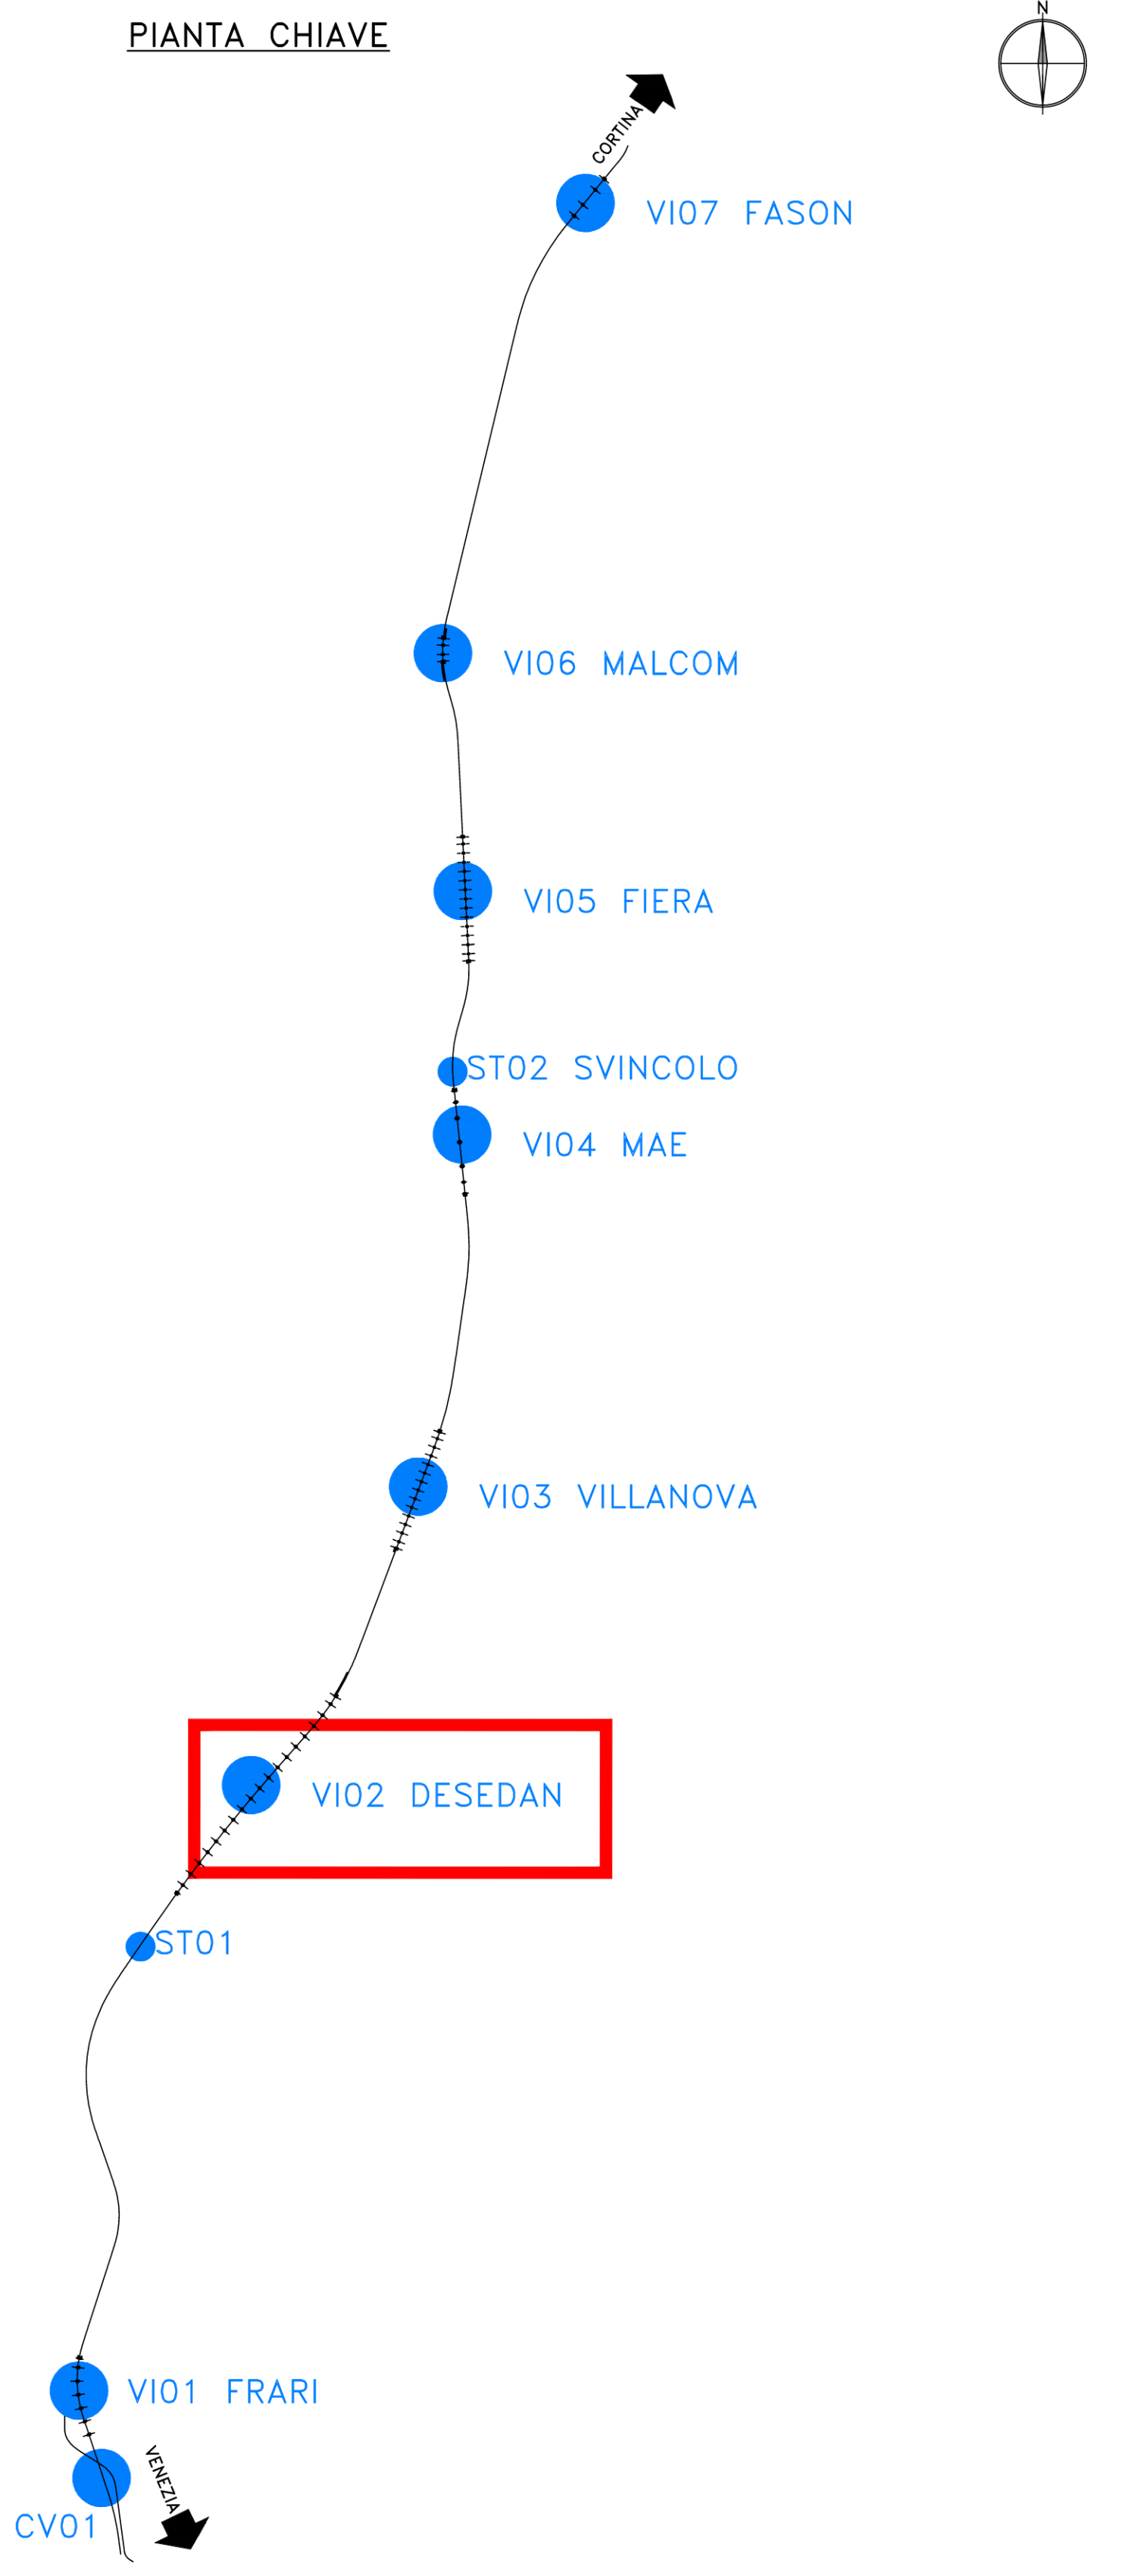 PIANTA CHIAVE
N
CORTINA
VI07 FASON
VI06 MALCOM
VI05 FIERA
ST02 SVINCOLO
VI04 MAE
VI03 VILLANOVA
VI02 DESEDAN
ST01
VI01 FRARI
VENEZIA
CV01